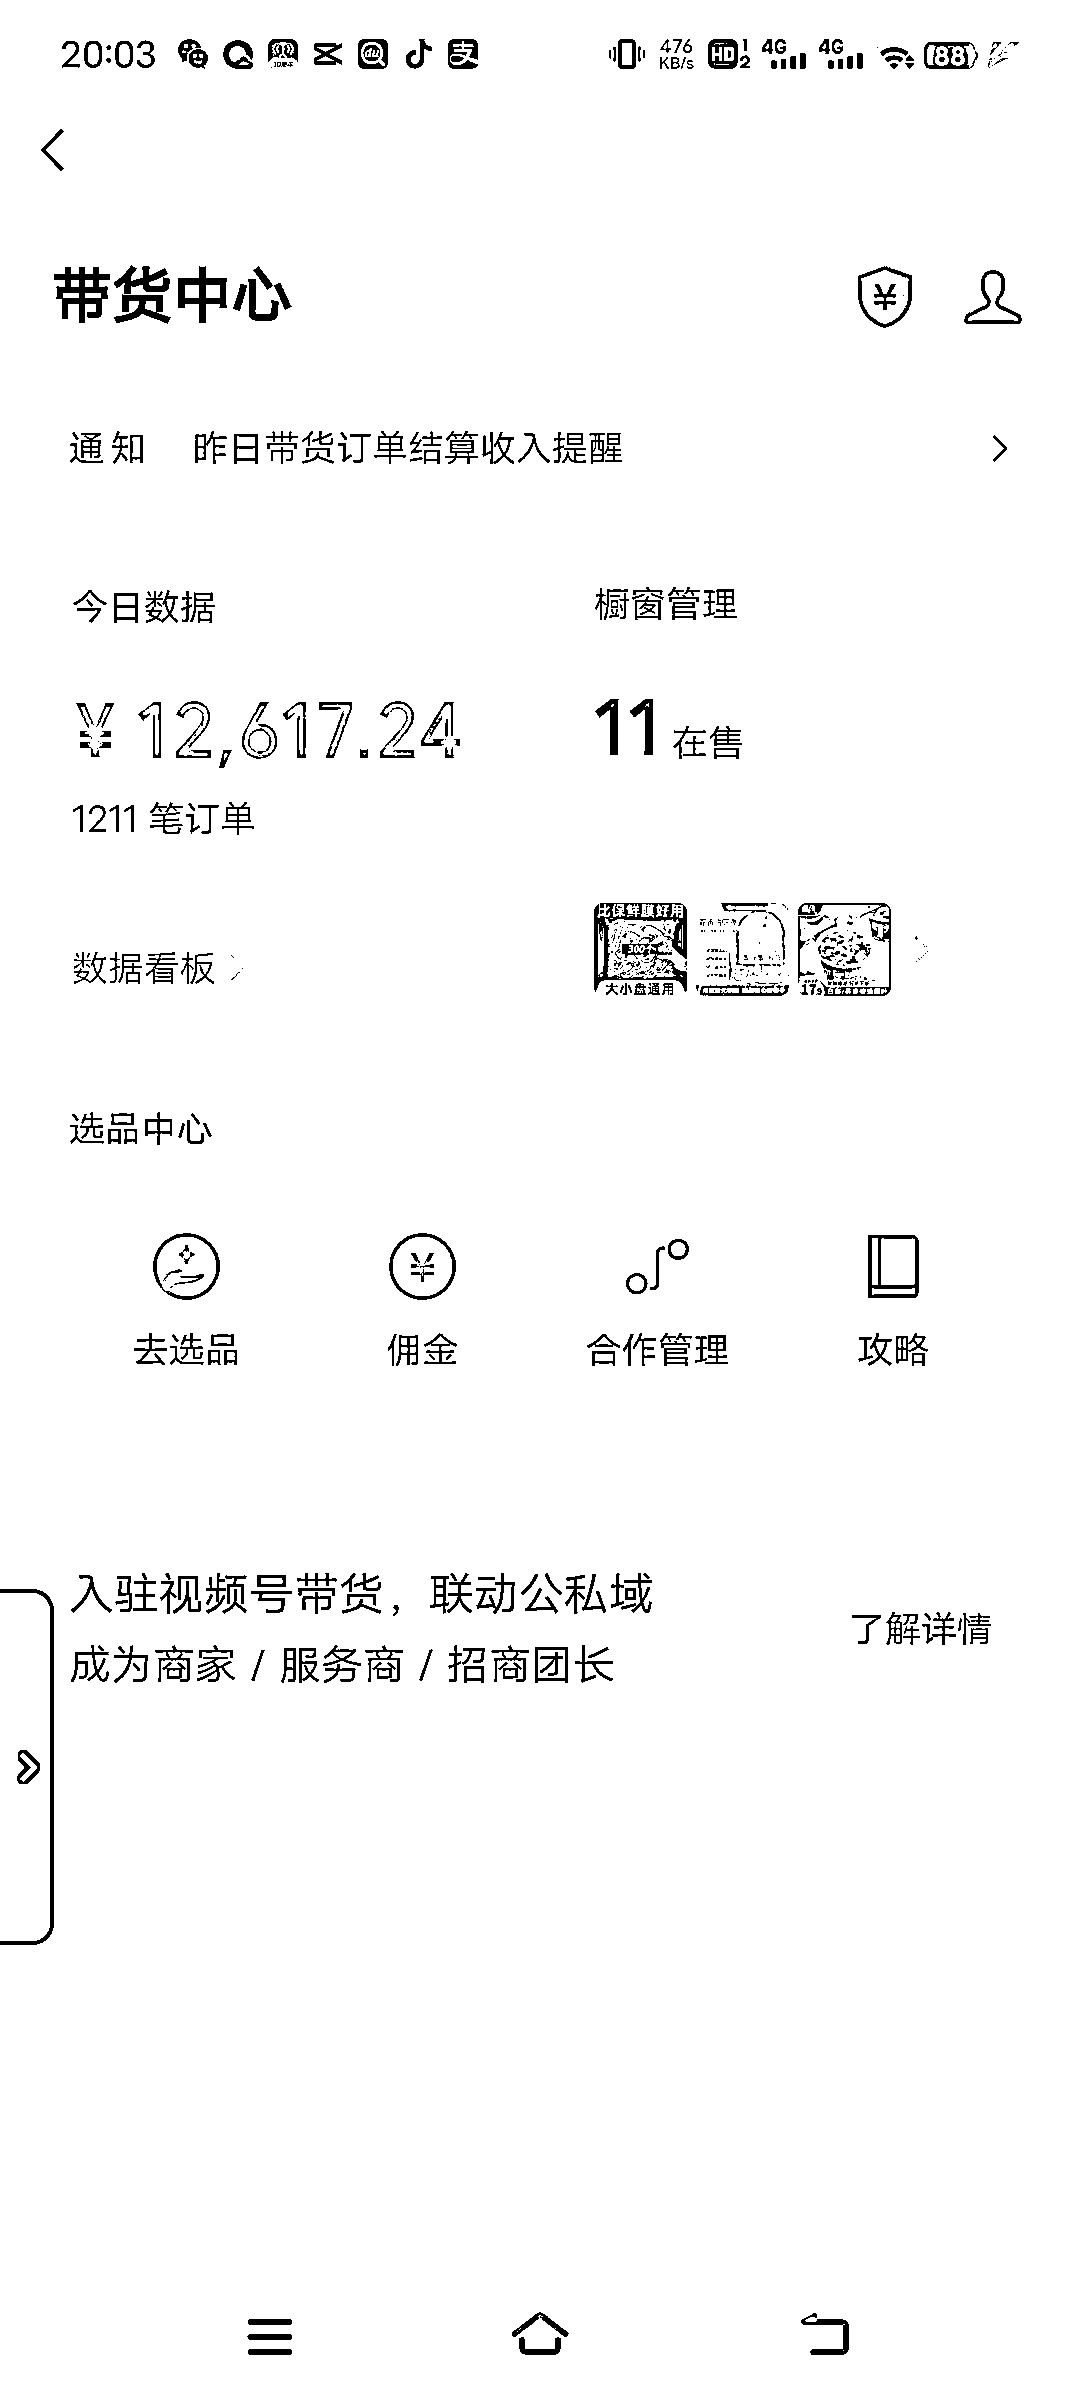 20:03 476 KB/s HD 1 2 4G 4G 88
带货中心
通知 昨日带货订单结算收入提醒
今日数据 橱窗管理
¥ 12,617.24 11 在售
1211 笔订单
比保鲜膜好用
大小盘通用
数据看板
选品中心
去选品 佣金 合作管理 攻略
入驻视频号带货，联动公私域
成为商家 / 服务商 / 招商团长
了解详情